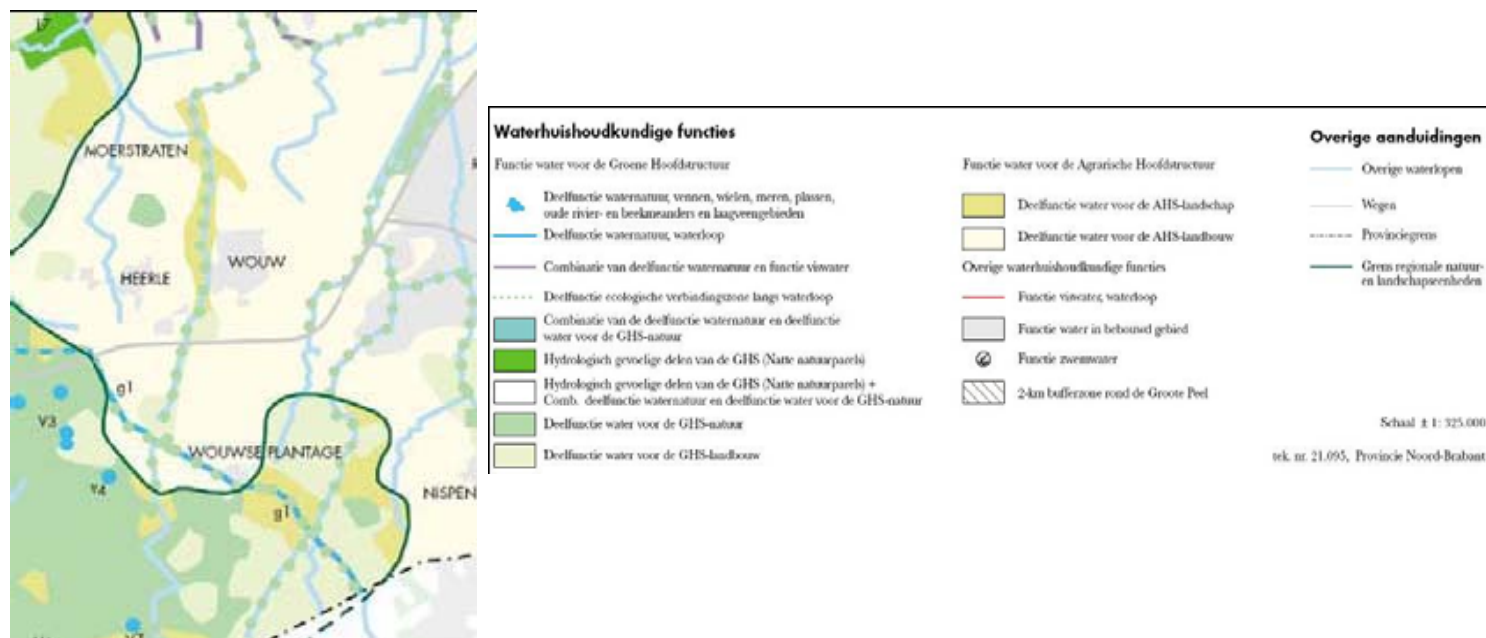 17
MOERSTRATEN
HEERLE
WOUW
g1
V3
WOUWSE PLANTAGE
V4
NISPEN
g1
Waterhuishoudkundige functies
Functie water voor de Groene Hoofdstructuur
Deelfunctie waternatuur, vennen, wielen, meren, plassen,
oude rivier- en beekmeanders en laagveengebieden
Deelfunctie waternatuur, waterloop
Combinatie van deelfunctie waternatuur en functie viswater
Deelfunctie ecologische verbindingszone langs waterloop
Combinatie van de deelfunctie waternatuur en deelfunctie
water voor de GHS-natuur
Hydrologisch gevoelige delen van de GHS (Natte natuurparels)
Hydrologisch gevoelige delen van de GHS (Natte natuurparels) +
Comb. deelfunctie waternatuur en deelfunctie water voor de GHS-natuur
Deelfunctie water voor de GHS-natuur
Deelfunctie water voor de GHS-landbouw
Functie water voor de Agrarische Hoofdstructuur
Deelfunctie water voor de AHS-landschap
Deelfunctie water voor de AHS-landbouw
Overige waterhuishoudkundige functies
Functie viswater, waterloop
Functie water in bebouwd gebied
Functie zwemwater
2-km bufferzone rond de Groote Peel
Overige aanduidingen
Overige waterlopen
Wegen
Provinciegrens
Grens regionale natuur-
en landschapseenheden
Schaal ± 1: 325.000
tek. nr. 21.095, Provincie Noord-Brabant